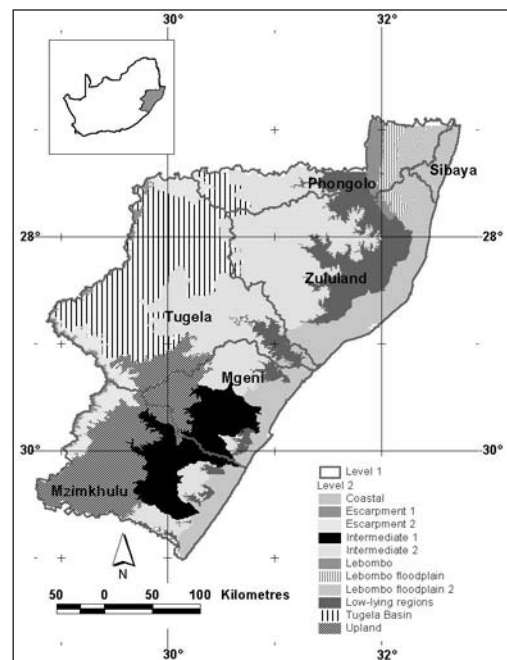 30°
32°
Sibaya
Phongolo
28°
28°
Zululand
Tugela
Mgeni
30°
30°
Mzimkhulu
Level 1
Level 2
Coastal
Escarpment 1
Escarpment 2
Intermediate 1
Intermediate 2
Lebombo
Lebombo floodplain
Lebombo floodplain 2
Low-lying regions
Tugela Basin
Upland
N
50 0 50 100 Kilometres
30°
32°